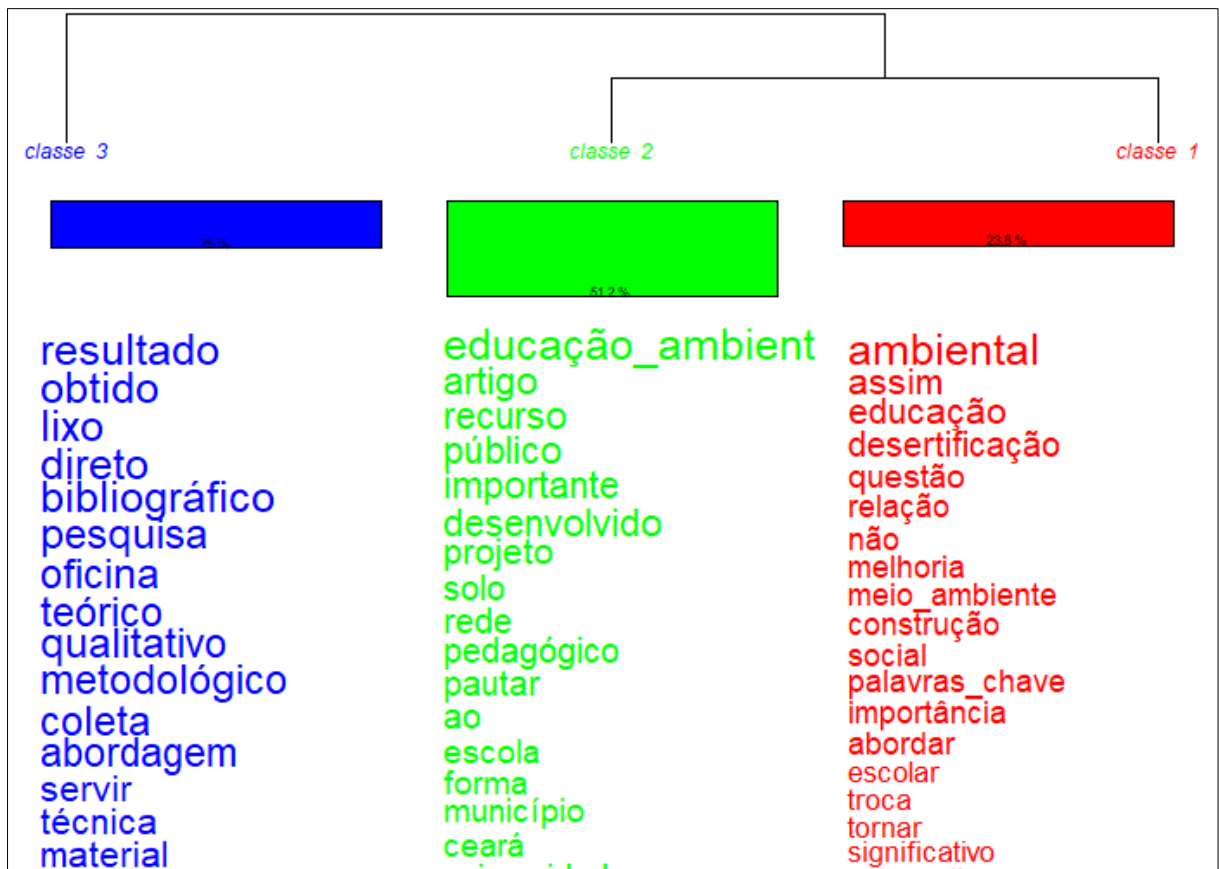 classe 3
classe 2
classe 1
51.2 %
23.8 %
resultado
obtido
lixo
direto
bibliográfico
pesquisa
oficina
teórico
qualitativo
metodológico
coleta
abordagem
servir
técnica
material
educação_ambient
artigo
recurso
público
importante
desenvolvido
projeto
solo
rede
pedagógico
pautar
ao
escola
forma
município
ceará
ambiental
assim
educação
desertificação
questão
relação
não
melhoria
meio_ambiente
construção
social
palavras_chave
importância
abordar
escolar
troca
tornar
significativo